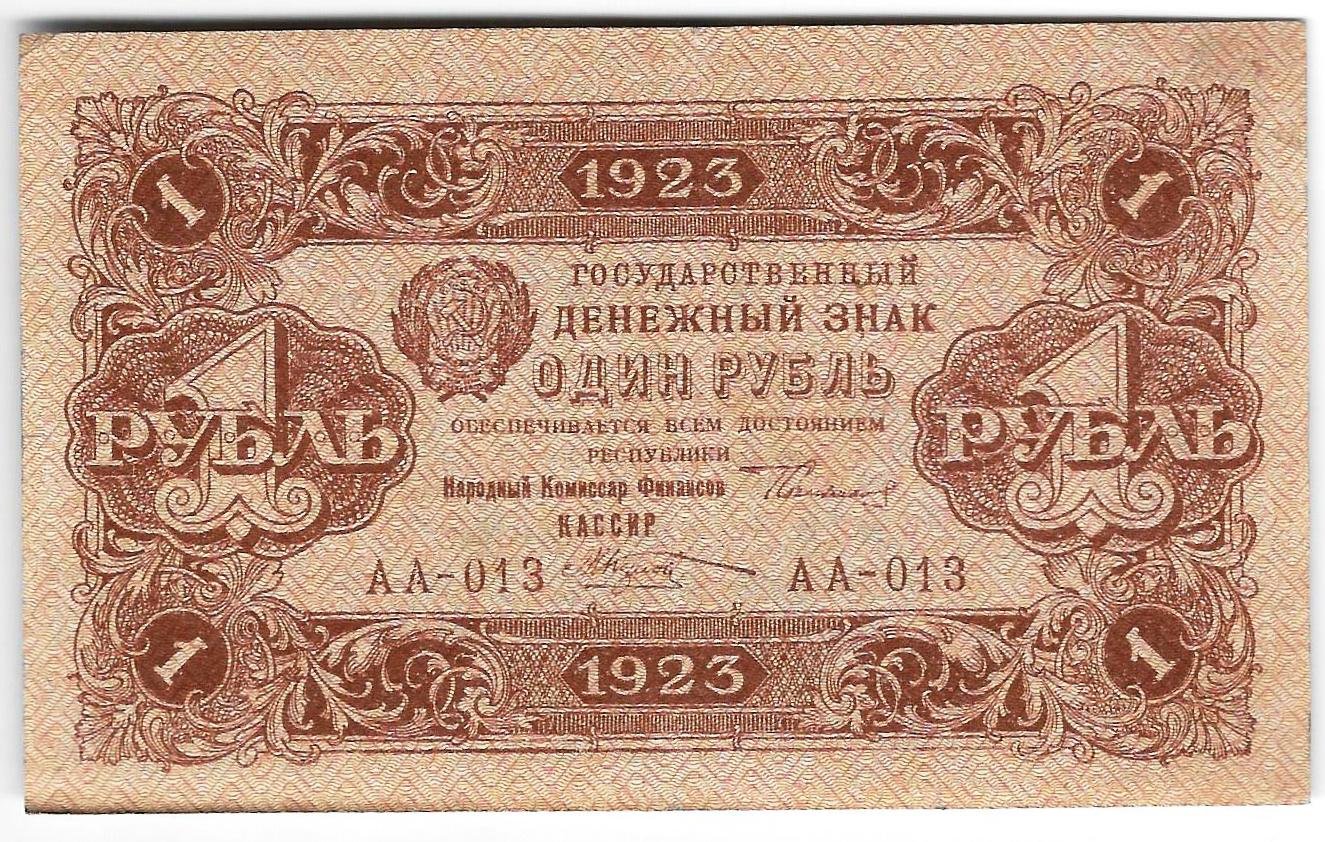 1923
1 1
ГОСУДАРСТВЕННЫЙ
ДЕНЕЖНЫЙ ЗНАК
ОДИН РУБЛЬ
1 РУБЛЬ
1 РУБЛЬ
ОБЕСПЕЧИВАЕТСЯ ВСЕМ ДОСТОЯНИЕМ
РЕСПУБЛИКИ
Народный Комиссар Финансов
КАССИР
АА-013 АА-013
1 1
1923